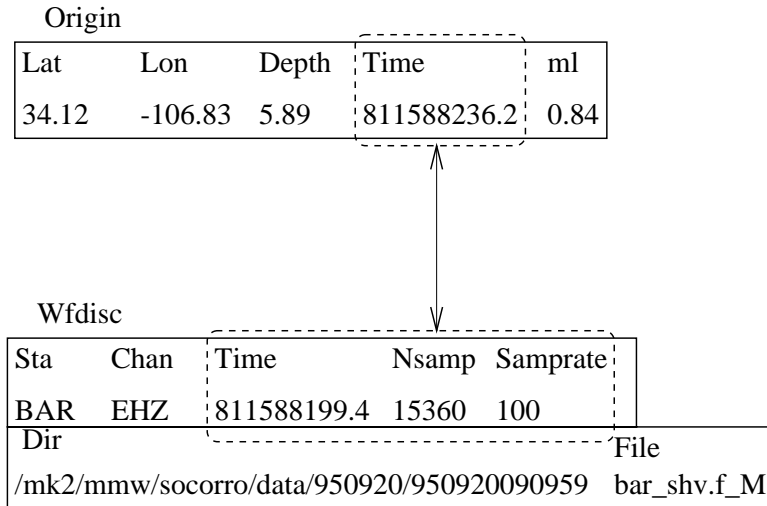 Origin
Lat Lon Depth Time ml
34.12 -106.83 5.89 811588236.2 0.84
Wfdisc
Sta Chan Time Nsamp Samprate
BAR EHZ 811588199.4 15360 100
Dir File
/mk2/mmw/socorro/data/950920/950920090959 bar_shv.f_M